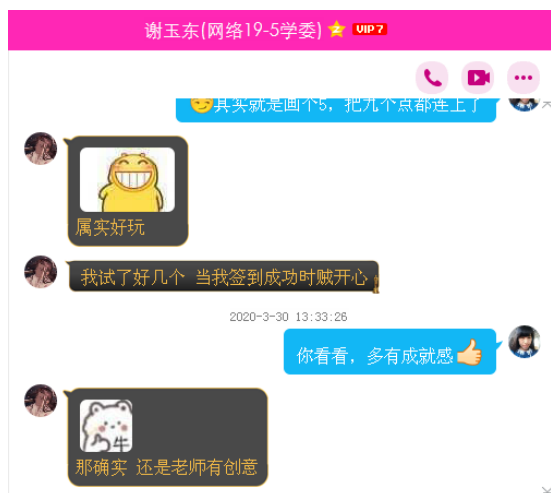 谢玉东(网络19-5学委) VIP7
其实就是画个5，把九个点都连上了
属实好玩
我试了好几个 当我签到成功时贼开心
2020-3-30 13:33:26
你看看，多有成就感
牛
那确实 还是老师有创意